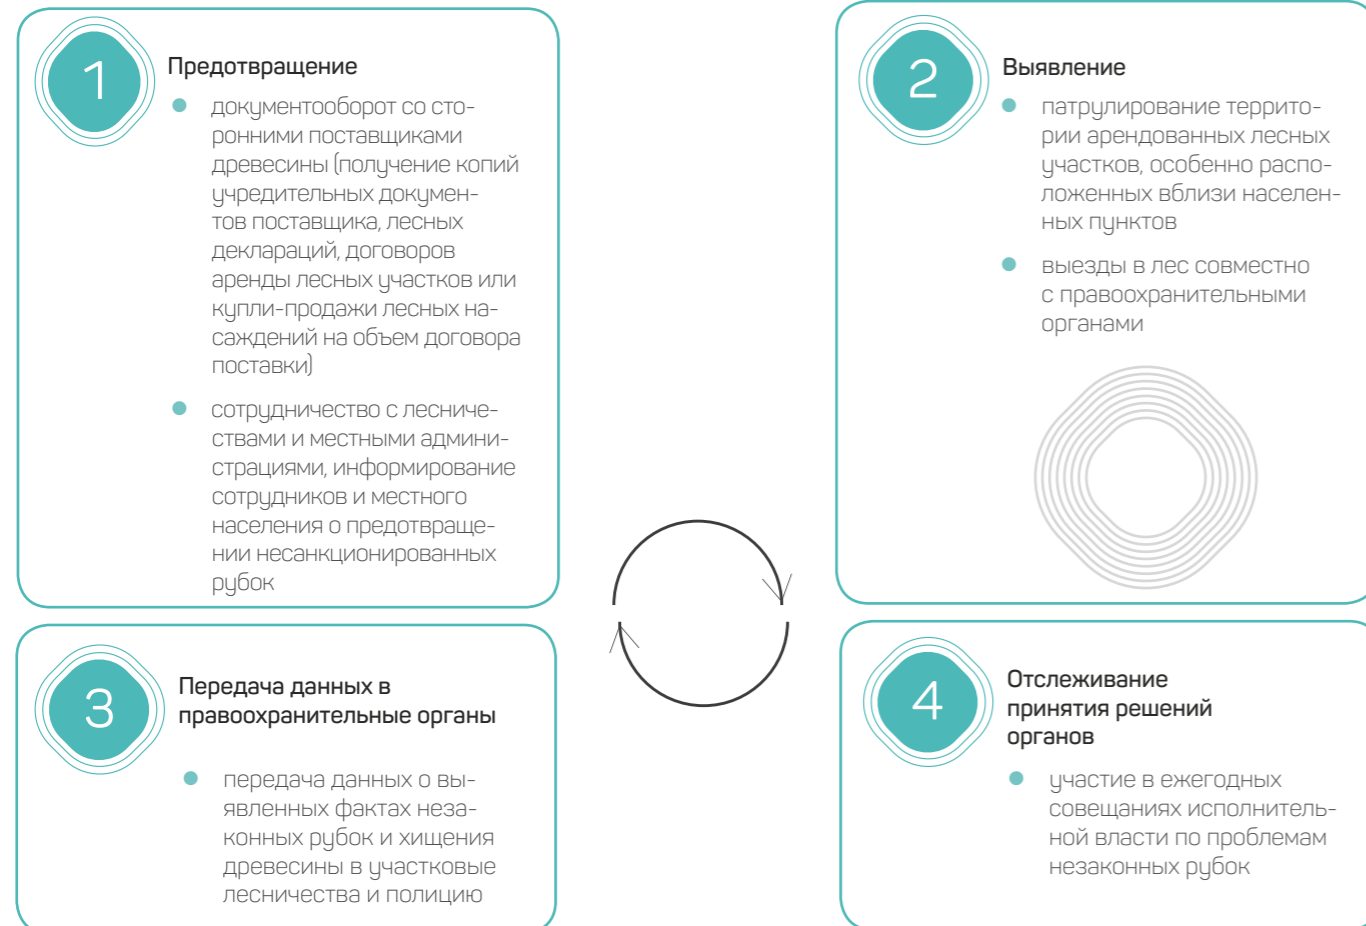 1
Предотвращение
документооборот со сто-
ронними поставщиками
древесины (получение копий
учредительных докумен-
тов поставщика, лесных
деклараций, договоров
аренды лесных участков или
купли-продажи лесных на-
саждений на объем договора
поставки)
сотрудничество с лесниче-
ствами и местными админи-
страциями, информирование
сотрудников и местного
населения о предотвраще-
нии несанкционированных
рубок
2
Выявление
патрулирование террито-
рии арендованных лесных
участков, особенно распо-
ложенных вблизи населен-
ных пунктов
выезды в лес совместно
с правоохранительными
органами
3
Передача данных в
правоохранительные органы
передача данных о вы-
явленных фактах неза-
конных рубок и хищения
древесины в участковые
лесничества и полицию
4
Отслеживание
принятия решений
органов
участие в ежегодных
совещаниях исполнитель-
ной власти по проблемам
незаконных рубок